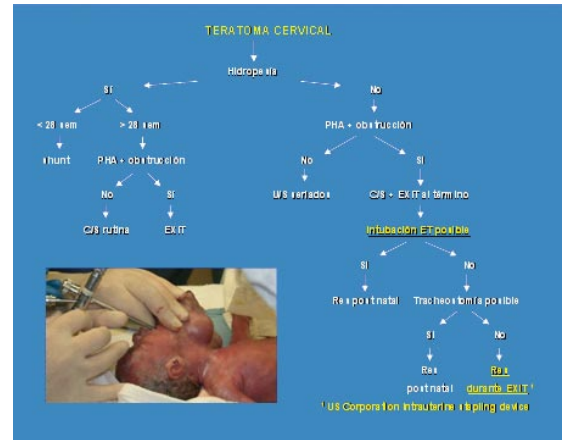 TERATOMA CERVICAL
Hidropesía
Sí No
< 28 sem > 28 sem PHA + obstrucción
shunt PHA + obstrucción No Sí
No Sí U/S seriados C/S + EXIT al término
C/S rutina EXIT Intubación ET posible
Sí No
Res postnatal Tracheostomía posible
Sí No
Res Res
postnatal durante EXIT ¹
¹ US Corporation intrauterine stapling device